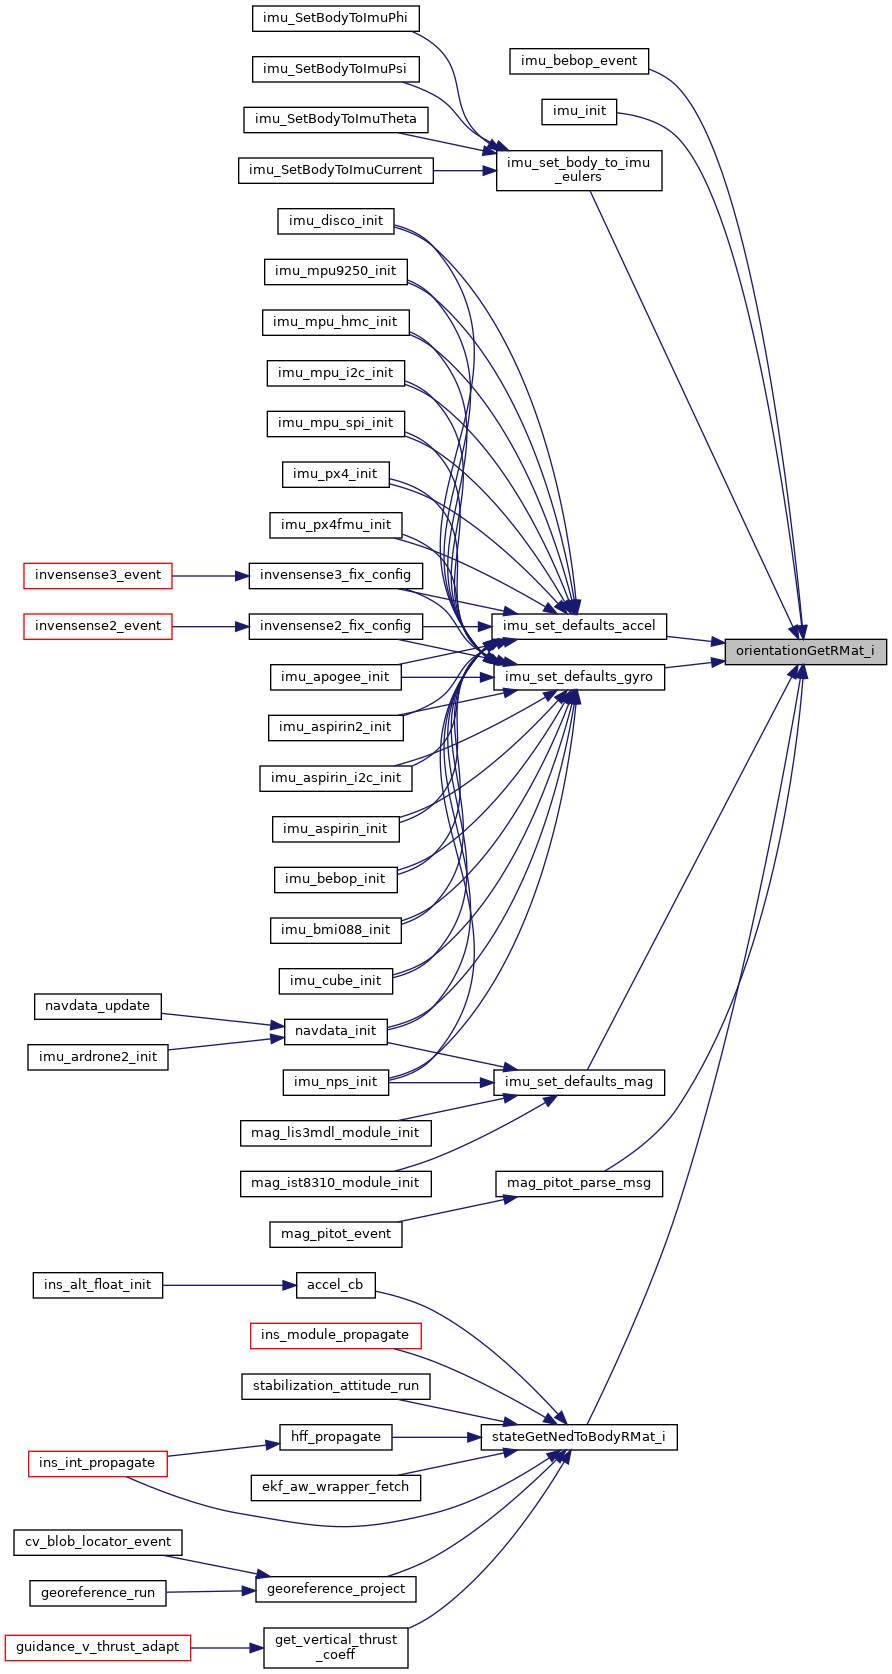 imu_SetBodyToImuPhi
imu_bebop_event
imu_SetBodyToImuPsi
imu_init
imu_SetBodyToImuTheta
imu_set_body_to_imu
_eulers
imu_SetBodyToImuCurrent
imu_disco_init
imu_mpu9250_init
imu_mpu_hmc_init
imu_mpu_i2c_init
imu_mpu_spi_init
imu_px4_init
imu_px4fmu_init
invensense3_event
invensense3_fix_config
invensense2_event
invensense2_fix_config
imu_set_defaults_accel
orientationGetRMat_i
imu_apogee_init
imu_set_defaults_gyro
imu_aspirin2_init
imu_aspirin_i2c_init
imu_aspirin_init
imu_bebop_init
imu_bmi088_init
imu_cube_init
navdata_update
navdata_init
imu_ardrone2_init
imu_nps_init
imu_set_defaults_mag
mag_lis3mdl_module_init
mag_ist8310_module_init
mag_pitot_parse_msg
mag_pitot_event
ins_alt_float_init
accel_cb
ins_module_propagate
stabilization_attitude_run
hff_propagate
stateGetNedToBodyRMat_i
ins_int_propagate
ekf_aw_wrapper_fetch
cv_blob_locator_event
georeference_run
georeference_project
guidance_v_thrust_adapt
get_vertical_thrust
_coeff